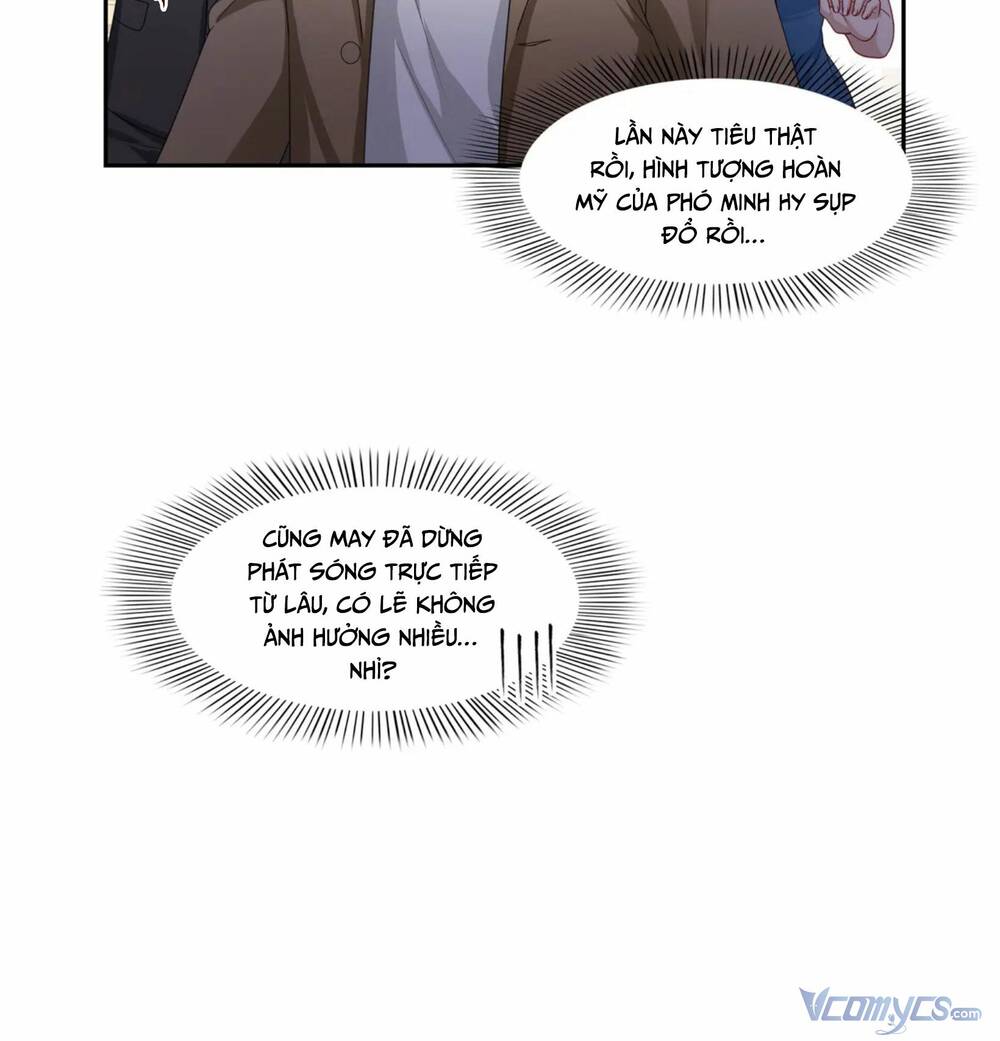 LẦN NÀY TIÊU THẬT
RỒI, HÌNH TƯỢNG HOÀN
MỸ CỦA PHÓ MINH HY SỤP
ĐỔ RỒI...
CŨNG MAY ĐÃ DỪNG
PHÁT SÓNG TRỰC TIẾP
TỪ LÂU, CÓ LẼ KHÔNG
ẢNH HƯỞNG NHIỀU...
NHỈ?
VCOMYCS.com